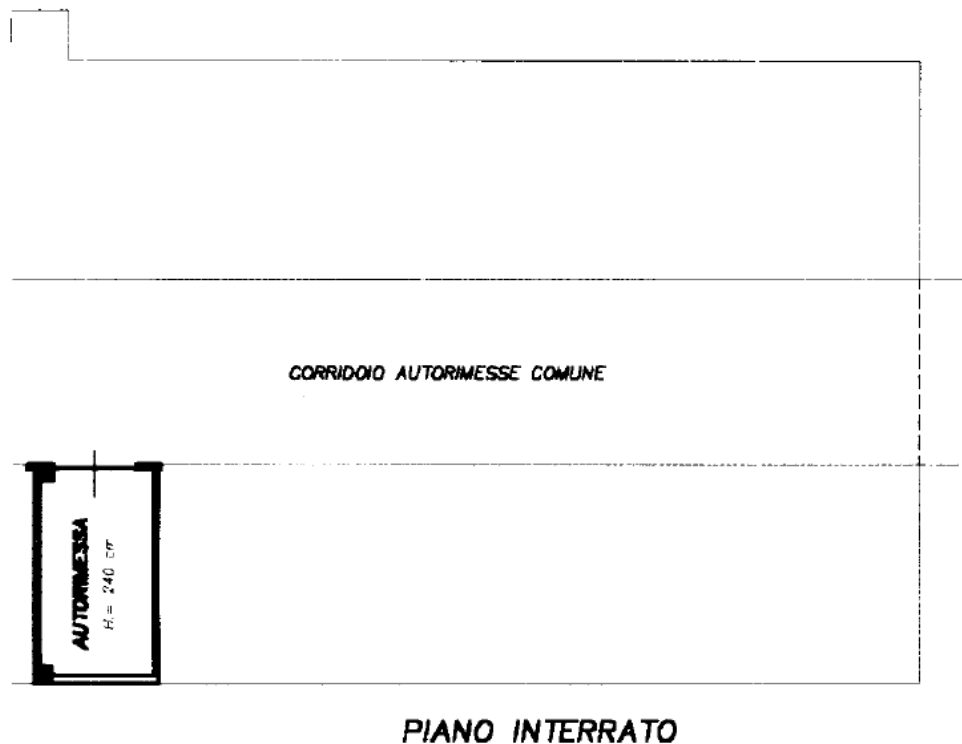 CORRIDOIO AUTORIMESSE COMUNE
AUTORIMESSA
H.= 240 cm
PIANO INTERRATO